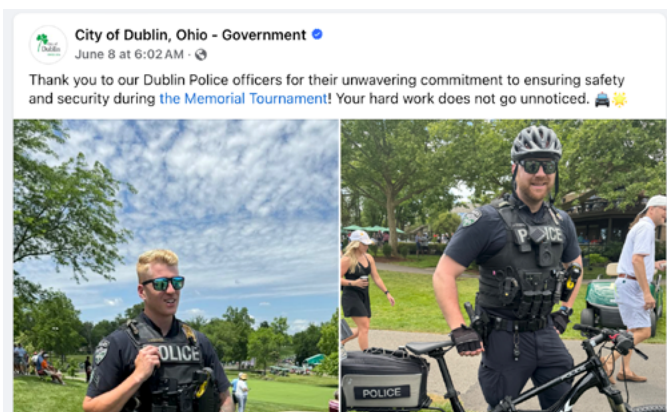 City of Dublin, Ohio - Government
June 8 at 6:02 AM ·
Thank you to our Dublin Police officers for their unwavering commitment to ensuring safety
and security during the Memorial Tournament! Your hard work does not go unnoticed.
POLICE
POLICE
POLICE